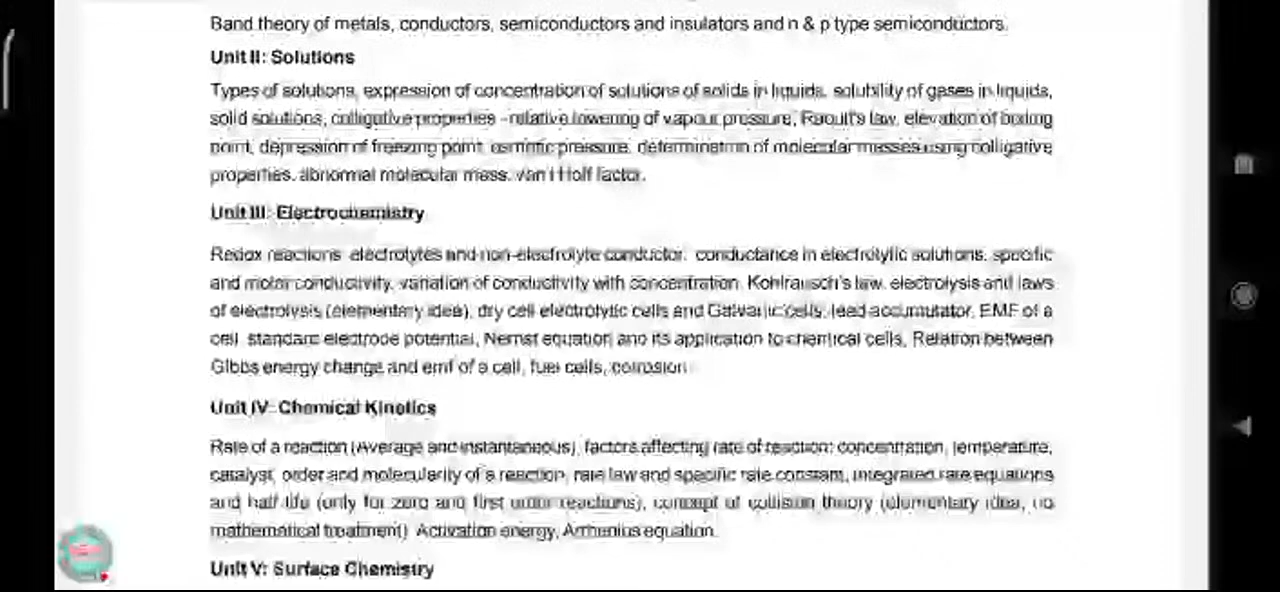 Band theory of metals, conductors, semiconductors and insulators and n & p type semiconductors.
Unit II: Solutions
Types of solutions, expression of concentration of solutions of solids in liquids, solubility of gases in liquids,
solid solutions, colligative properties - relative lowering of vapour pressure, Raoult's law, elevation of boiling
point, depression of freezing point, osmotic pressure, determination of molecular masses using colligative
properties, abnormal molecular mass, van't Hoff factor.
Unit III: Electrochemistry
Redox reactions, electrolytes and non-electrolyte conductor, conductance in electrolytic solutions, specific
and molar conductivity, variation of conductivity with concentration, Kohlrausch's law, electrolysis and laws
of electrolysis (elementary idea), dry cell electrolytic cells and Galvanic cells, lead accumulator, EMF of a
cell, standard electrode potential, Nernst equation and its application to chemical cells, Relation between
Gibbs energy change and emf of a cell, fuel cells, corrosion.
Unit IV: Chemical Kinetics
Rate of a reaction (Average and instantaneous), factors affecting rate of reaction: concentration, temperature,
catalyst, order and molecularity of a reaction, rate law and specific rate constant, integrated rate equations
and half life (only for zero and first order reactions), concept of collision theory (elementary idea, no
mathematical treatment). Activation energy, Arrhenius equation.
Unit V: Surface Chemistry